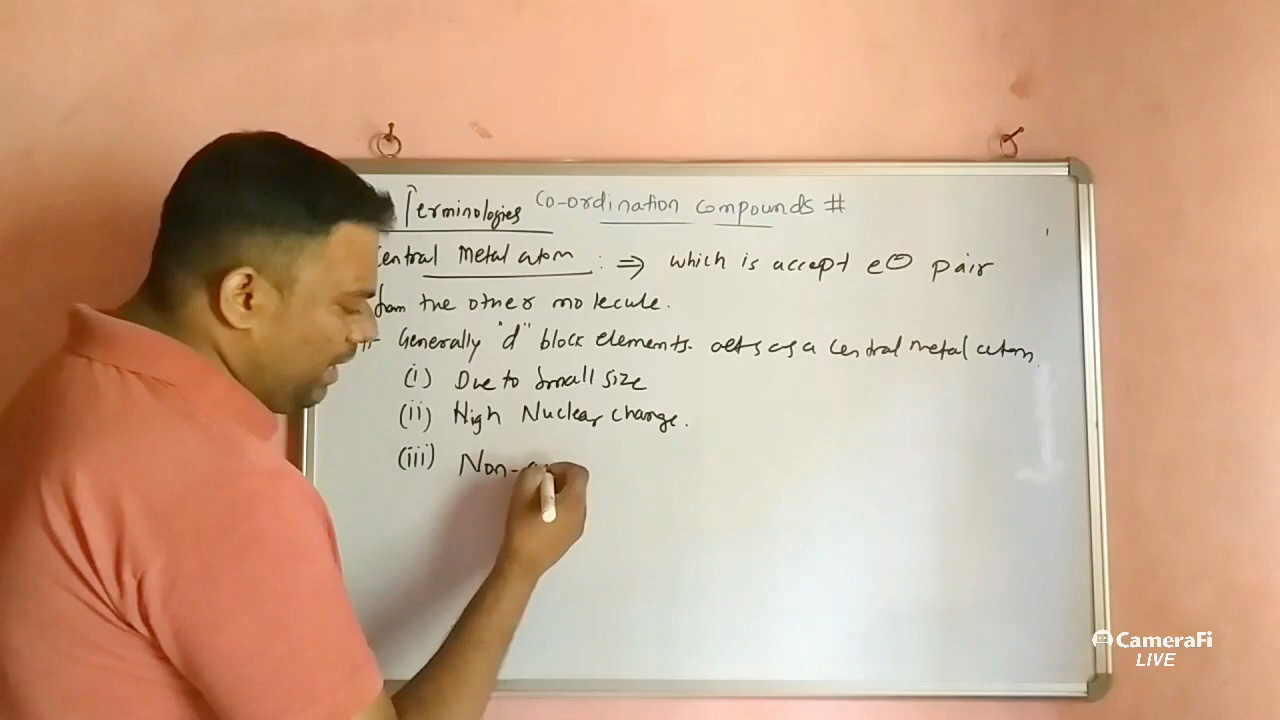 Terminologies Co-ordination Compounds #
Central Metal atom : ⇒ which is accept e⊖ pair
from the other molecule.
Generally "d" block elements. acts as a central metal atom.
(i) Due to small size
(ii) High Nuclear charge.
(iii) Non-
CameraFi
LIVE